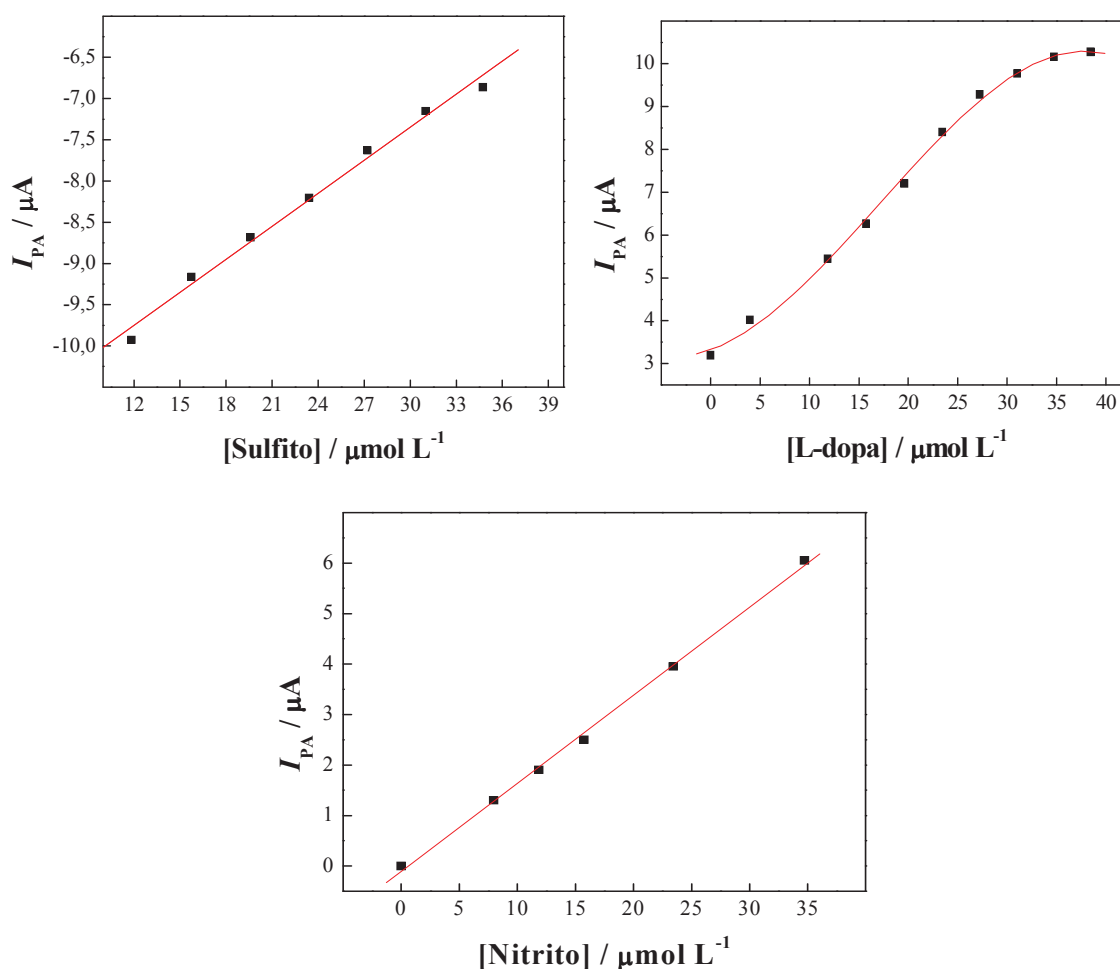 -6,5
-7,0
-7,5
-8,0
-8,5
-9,0
-9,5
-10,0
I_PA / μA
12 15 18 21 24 27 30 33 36 39
[Sulfito] / μmol L⁻¹
10
9
8
7
6
5
4
3
I_PA / μA
0 5 10 15 20 25 30 35 40
[L-dopa] / μmol L⁻¹
6
5
4
3
2
1
0
I_PA / μA
0 5 10 15 20 25 30 35
[Nitrito] / μmol L⁻¹